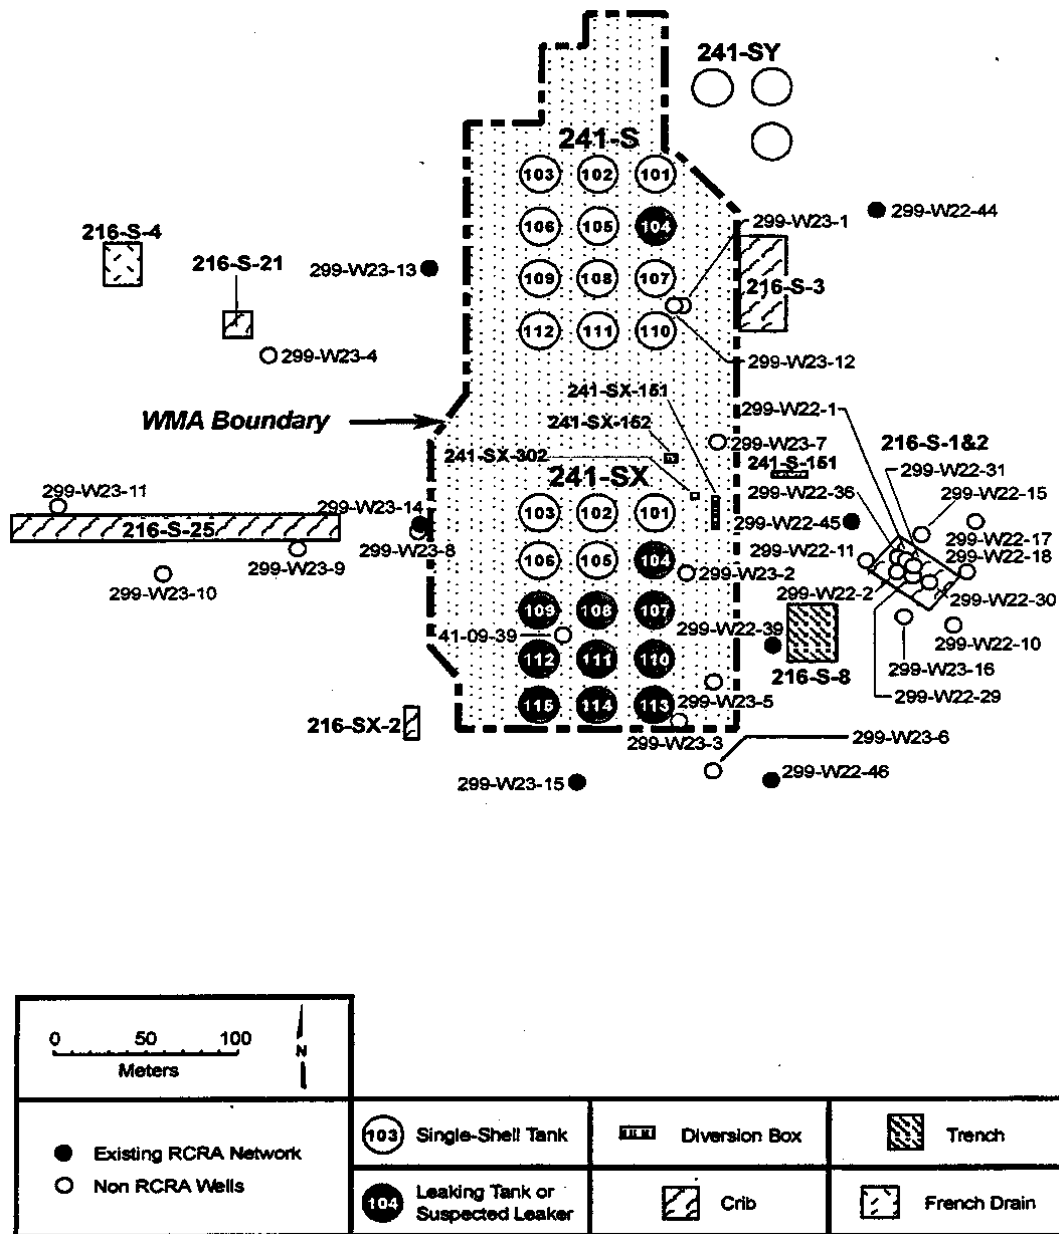 241-SY
241-S
103 102 101
299-W22-44
299-W23-1
216-S-4
106 105 104
216-S-21
299-W23-13
109 108 107
216-S-3
112 111 110
299-W23-4
299-W23-12
241-SX-151
299-W22-1
WMA Boundary
241-SX-152
299-W23-7
216-S-1&2
241-SX-302
241-SX
241-S-151
299-W22-31
299-W23-11
299-W22-36
299-W22-15
299-W23-14
103 102 101
299-W22-45
216-S-25
299-W22-17
299-W23-8
299-W22-11
299-W22-18
299-W23-9
106 105 104
299-W23-2
299-W23-10
299-W22-2
299-W22-30
109 108 107
299-W22-39
41-09-39
299-W22-10
112 111 110
299-W23-16
216-S-8
299-W22-29
115 114 113
299-W23-5
216-SX-2
299-W23-3
299-W23-6
299-W23-15
299-W22-46
0 50 100
Meters
N
Existing RCRA Network
Non RCRA Wells
103 Single-Shell Tank
Diversion Box
Trench
104 Leaking Tank or
Suspected Leaker
Crib
French Drain